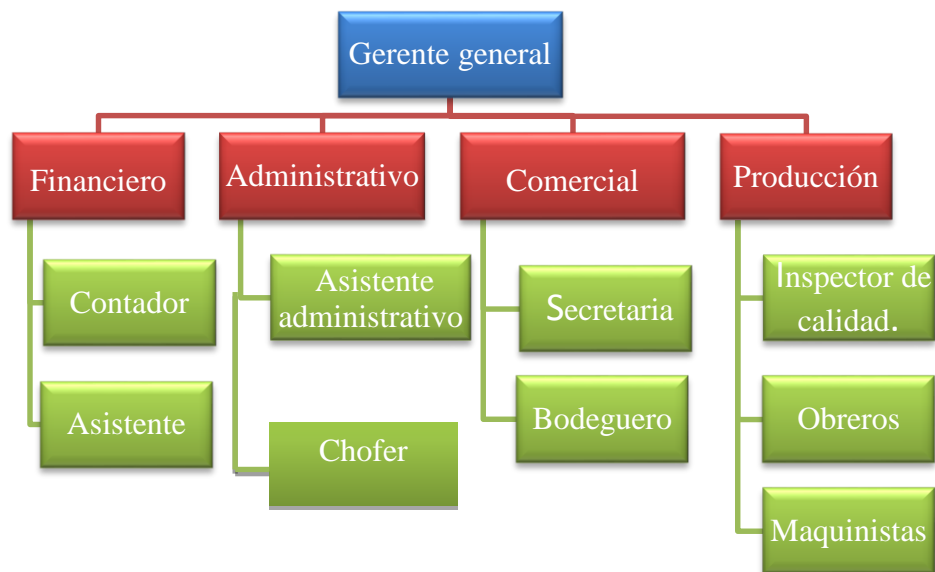 Gerente general
Financiero
Administrativo
Comercial
Producción
Contador
Asistente
administrativo
Secretaria
Inspector de
calidad.
Asistente
Chofer
Bodeguero
Obreros
Maquinistas